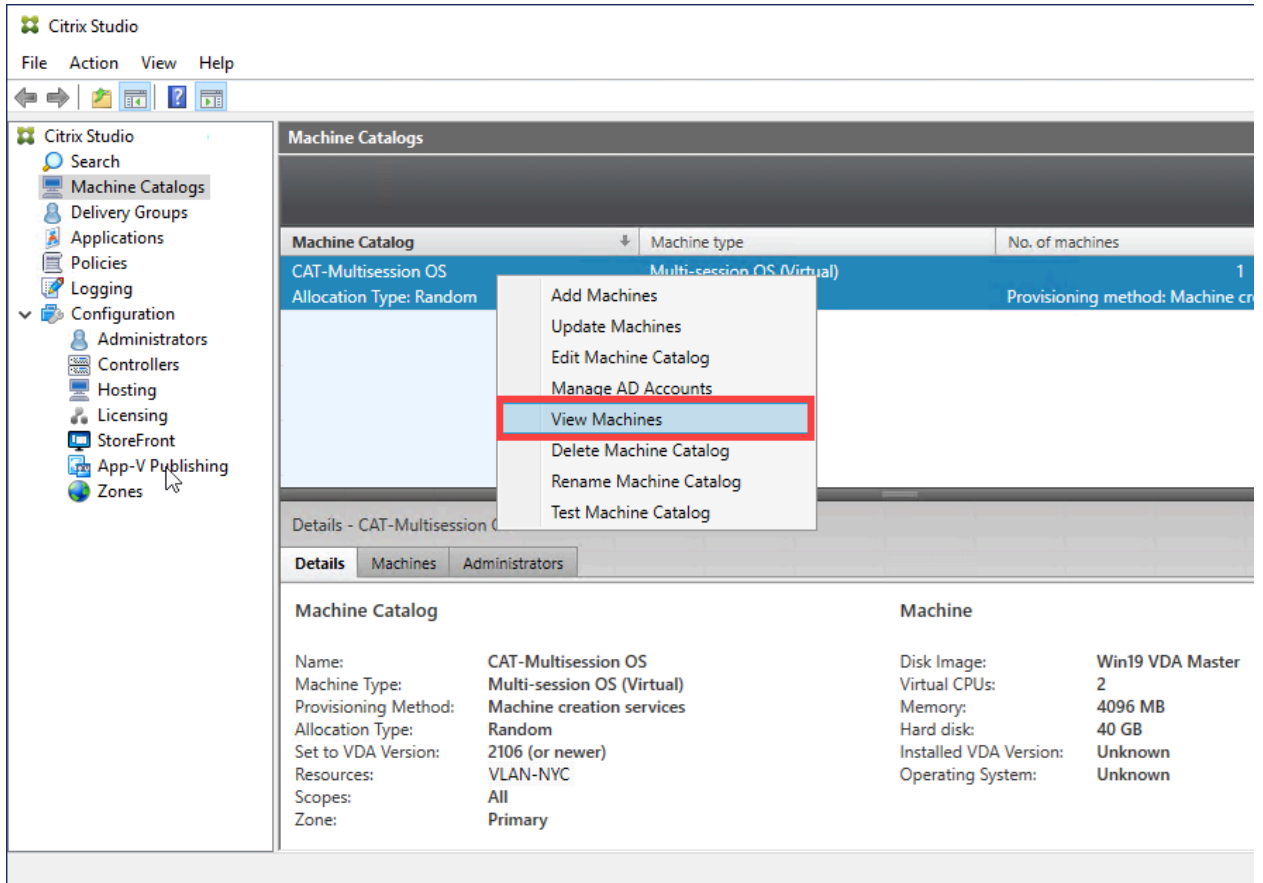 Citrix Studio
File Action View Help
Citrix Studio
Search
Machine Catalogs
Delivery Groups
Applications
Policies
Logging
Configuration
Administrators
Controllers
Hosting
Licensing
StoreFront
App-V Publishing
Zones
Machine Catalogs
Machine Catalog Machine type No. of machines
CAT-Multisession OS Multi-session OS (Virtual) 1
Allocation Type: Random Provisioning method: Machine cr
Add Machines
Update Machines
Edit Machine Catalog
Manage AD Accounts
View Machines
Delete Machine Catalog
Rename Machine Catalog
Test Machine Catalog
Details - CAT-Multisession
Details Machines Administrators
Machine Catalog
Name: CAT-Multisession OS
Machine Type: Multi-session OS (Virtual)
Provisioning Method: Machine creation services
Allocation Type: Random
Set to VDA Version: 2106 (or newer)
Resources: VLAN-NYC
Scopes: All
Zone: Primary
Machine
Disk Image: Win19 VDA Master
Virtual CPUs: 2
Memory: 4096 MB
Hard disk: 40 GB
Installed VDA Version: Unknown
Operating System: Unknown